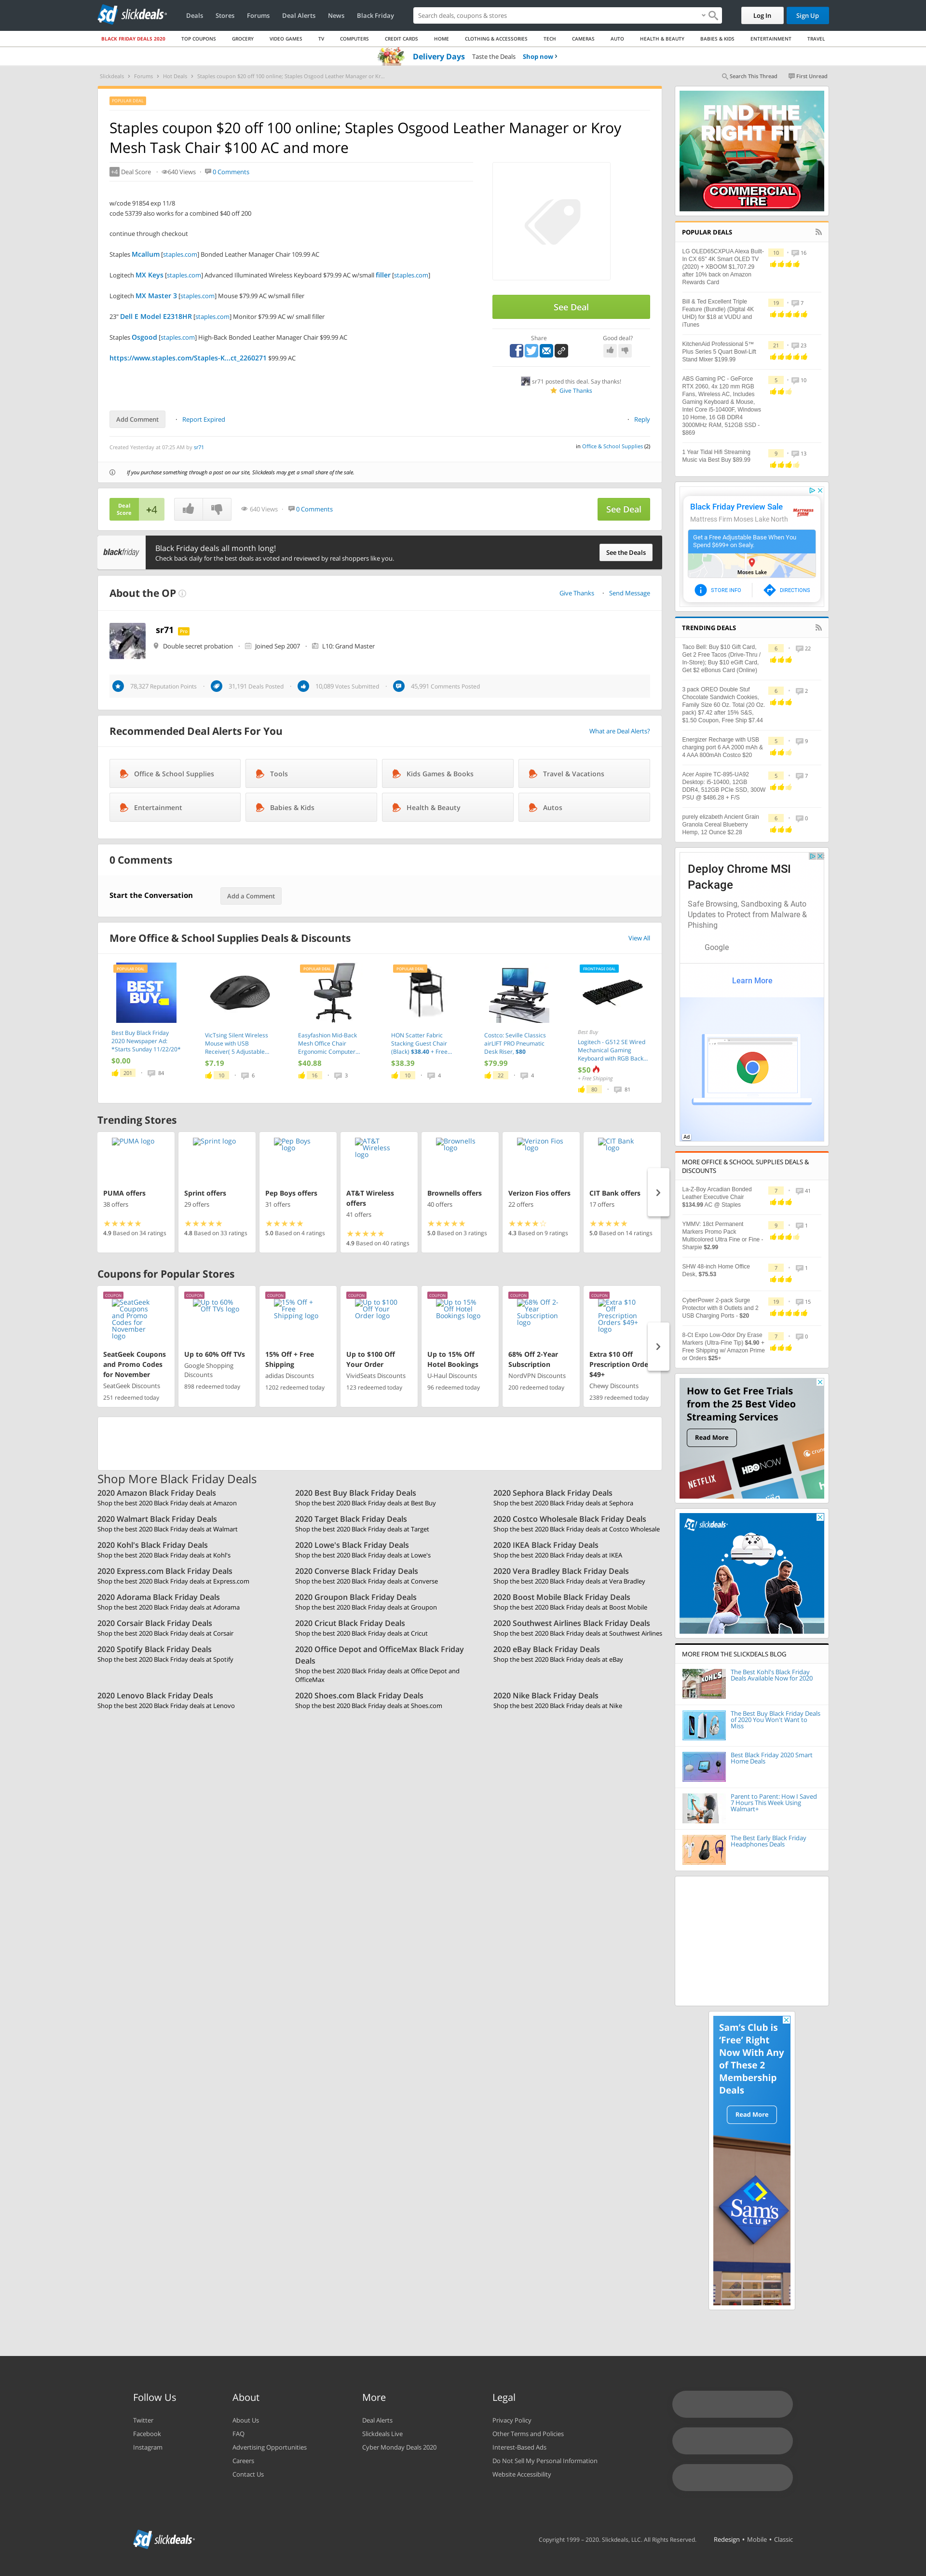 slickdeals
Deals
Stores
Forums
Deal Alerts
News
Black Friday
Search deals, coupons & stores
Log In
Sign Up
BLACK FRIDAY DEALS 2020
TOP COUPONS
GROCERY
VIDEO GAMES
TV
COMPUTERS
CREDIT CARDS
HOME
CLOTHING & ACCESSORIES
TECH
CAMERAS
AUTO
HEALTH & BEAUTY
BABIES & KIDS
ENTERTAINMENT
TRAVEL
Delivery Days Taste the Deals Shop now ›
Slickdeals › Forums › Hot Deals › Staples coupon $20 off 100 online; Staples Osgood Leather Manager or Kr...
Search This Thread
First Unread
POPULAR DEAL
Staples coupon $20 off 100 online; Staples Osgood Leather Manager or Kroy
Mesh Task Chair $100 AC and more
+4 Deal Score · 640 Views · 0 Comments
w/code 91854 exp 11/8
code 53739 also works for a combined $40 off 200
continue through checkout
Staples Mcallum [staples.com] Bonded Leather Manager Chair 109.99 AC
Logitech MX Keys [staples.com] Advanced Illuminated Wireless Keyboard $79.99 AC w/small filler [staples.com]
Logitech MX Master 3 [staples.com] Mouse $79.99 AC w/small filler
23" Dell E Model E2318HR [staples.com] Monitor $79.99 AC w/ small filler
Staples Osgood [staples.com] High-Back Bonded Leather Manager Chair $99.99 AC
https://www.staples.com/Staples-K...ct_2260271 $99.99 AC
See Deal
Share
Good deal?
sr71 posted this deal. Say thanks!
Give Thanks
Add Comment · Report Expired
· Reply
Created Yesterday at 07:25 AM by sr71
in Office & School Supplies (2)
If you purchase something through a post on our site, Slickdeals may get a small share of the sale.
Deal
Score
+4
640 Views · 0 Comments
See Deal
blackfriday
Black Friday deals all month long!
Check back daily for the best deals as voted and reviewed by real shoppers like you.
See the Deals
About the OP
Give Thanks · Send Message
sr71 Pro
Double secret probation · Joined Sep 2007 · L10: Grand Master
78,327 Reputation Points · 31,191 Deals Posted · 10,089 Votes Submitted · 45,991 Comments Posted
Recommended Deal Alerts For You
What are Deal Alerts?
Office & School Supplies
Tools
Kids Games & Books
Travel & Vacations
Entertainment
Babies & Kids
Health & Beauty
Autos
0 Comments
Start the Conversation
Add a Comment
More Office & School Supplies Deals & Discounts
View All
POPULAR DEAL
BEST
BUY
Best Buy Black Friday
2020 Newspaper Ad:
*Starts Sunday 11/22/20*
$0.00
201 · 84
VicTsing Silent Wireless
Mouse with USB
Receiver( 5 Adjustable...
$7.19
10 · 6
POPULAR DEAL
Easyfashion Mid-Back
Mesh Office Chair
Ergonomic Computer...
$40.88
16 · 3
POPULAR DEAL
HON Scatter Fabric
Stacking Guest Chair
(Black) $38.40 + Free...
$38.39
10 · 4
Costco: Seville Classics
airLIFT PRO Pneumatic
Desk Riser, $80
$79.99
22 · 4
FRONTPAGE DEAL
Best Buy
Logitech - G512 SE Wired
Mechanical Gaming
Keyboard with RGB Back...
$50
+ Free Shipping
80 · 81
Trending Stores
PUMA logo
PUMA offers
38 offers
4.9 Based on 34 ratings
Sprint logo
Sprint offers
29 offers
4.8 Based on 33 ratings
Pep Boys
logo
Pep Boys offers
31 offers
5.0 Based on 4 ratings
AT&T
Wireless
logo
AT&T Wireless
offers
41 offers
4.9 Based on 40 ratings
Brownells
logo
Brownells offers
40 offers
5.0 Based on 3 ratings
Verizon Fios
logo
Verizon Fios offers
22 offers
4.3 Based on 9 ratings
CIT Bank
logo
CIT Bank offers
17 offers
5.0 Based on 14 ratings
Coupons for Popular Stores
COUPON
SeatGeek
Coupons
and Promo
Codes for
November
logo
SeatGeek Coupons
and Promo Codes
for November
SeatGeek Discounts
251 redeemed today
COUPON
Up to 60%
Off TVs logo
Up to 60% Off TVs
Google Shopping
Discounts
898 redeemed today
COUPON
15% Off +
Free
Shipping logo
15% Off + Free
Shipping
adidas Discounts
1202 redeemed today
COUPON
Up to $100
Off Your
Order logo
Up to $100 Off
Your Order
VividSeats Discounts
123 redeemed today
COUPON
Up to 15%
Off Hotel
Bookings logo
Up to 15% Off
Hotel Bookings
U-Haul Discounts
96 redeemed today
COUPON
68% Off 2-
Year
Subscription
logo
68% Off 2-Year
Subscription
NordVPN Discounts
200 redeemed today
COUPON
Extra $10
Off
Prescription
Orders $49+
logo
Extra $10 Off
Prescription Orde
$49+
Chewy Discounts
2389 redeemed today
Shop More Black Friday Deals
2020 Amazon Black Friday Deals
Shop the best 2020 Black Friday deals at Amazon
2020 Best Buy Black Friday Deals
Shop the best 2020 Black Friday deals at Best Buy
2020 Sephora Black Friday Deals
Shop the best 2020 Black Friday deals at Sephora
2020 Walmart Black Friday Deals
Shop the best 2020 Black Friday deals at Walmart
2020 Target Black Friday Deals
Shop the best 2020 Black Friday deals at Target
2020 Costco Wholesale Black Friday Deals
Shop the best 2020 Black Friday deals at Costco Wholesale
2020 Kohl's Black Friday Deals
Shop the best 2020 Black Friday deals at Kohl's
2020 Lowe's Black Friday Deals
Shop the best 2020 Black Friday deals at Lowe's
2020 IKEA Black Friday Deals
Shop the best 2020 Black Friday deals at IKEA
2020 Express.com Black Friday Deals
Shop the best 2020 Black Friday deals at Express.com
2020 Converse Black Friday Deals
Shop the best 2020 Black Friday deals at Converse
2020 Vera Bradley Black Friday Deals
Shop the best 2020 Black Friday deals at Vera Bradley
2020 Adorama Black Friday Deals
Shop the best 2020 Black Friday deals at Adorama
2020 Groupon Black Friday Deals
Shop the best 2020 Black Friday deals at Groupon
2020 Boost Mobile Black Friday Deals
Shop the best 2020 Black Friday deals at Boost Mobile
2020 Corsair Black Friday Deals
Shop the best 2020 Black Friday deals at Corsair
2020 Cricut Black Friday Deals
Shop the best 2020 Black Friday deals at Cricut
2020 Southwest Airlines Black Friday Deals
Shop the best 2020 Black Friday deals at Southwest Airlines
2020 Spotify Black Friday Deals
Shop the best 2020 Black Friday deals at Spotify
2020 Office Depot and OfficeMax Black Friday
Deals
Shop the best 2020 Black Friday deals at Office Depot and
OfficeMax
2020 eBay Black Friday Deals
Shop the best 2020 Black Friday deals at eBay
2020 Lenovo Black Friday Deals
Shop the best 2020 Black Friday deals at Lenovo
2020 Shoes.com Black Friday Deals
Shop the best 2020 Black Friday deals at Shoes.com
2020 Nike Black Friday Deals
Shop the best 2020 Black Friday deals at Nike
FIND THE
RIGHT FIT
COMMERCIAL
TIRE
POPULAR DEALS
LG OLED65CXPUA Alexa Built-
In CX 65" 4K Smart OLED TV
(2020) + XBOOM $1,707.29
after 10% back on Amazon
Rewards Card
10 · 16
Bill & Ted Excellent Triple
Feature (Bundle) (Digital 4K
UHD) for $18 at VUDU and
iTunes
19 · 7
KitchenAid Professional 5™
Plus Series 5 Quart Bowl-Lift
Stand Mixer $199.99
21 · 23
ABS Gaming PC - GeForce
RTX 2060, 4x 120 mm RGB
Fans, Wireless AC, Includes
Gaming Keyboard & Mouse,
Intel Core i5-10400F, Windows
10 Home, 16 GB DDR4
3000MHz RAM, 512GB SSD -
$869
5 · 10
1 Year Tidal Hifi Streaming
Music via Best Buy $89.99
9 · 13
Black Friday Preview Sale
Mattress Firm Moses Lake North
Get a Free Adjustable Base When You
Spend $699+ on Sealy.
Moses Lake
STORE INFO
DIRECTIONS
TRENDING DEALS
Taco Bell: Buy $10 Gift Card,
Get 2 Free Tacos (Drive-Thru /
In-Store); Buy $10 eGift Card,
Get $2 eBonus Card (Online)
6 · 22
3 pack OREO Double Stuf
Chocolate Sandwich Cookies,
Family Size 60 Oz. Total (20 Oz.
pack) $7.42 after 15% S&S,
$1.50 Coupon, Free Ship $7.44
6 · 2
Energizer Recharge with USB
charging port 6 AA 2000 mAh &
4 AAA 800mAh Costco $20
5 · 9
Acer Aspire TC-895-UA92
Desktop: i5-10400, 12GB
DDR4, 512GB PCIe SSD, 300W
PSU @ $486.28 + F/S
5 · 7
purely elizabeth Ancient Grain
Granola Cereal Blueberry
Hemp, 12 Ounce $2.28
6 · 0
Deploy Chrome MSI
Package
Safe Browsing, Sandboxing & Auto
Updates to Protect from Malware &
Phishing
Google
Learn More
Ad
MORE OFFICE & SCHOOL SUPPLIES DEALS &
DISCOUNTS
La-Z-Boy Arcadian Bonded
Leather Executive Chair
$134.99 AC @ Staples
7 · 41
YMMV: 18ct Permanent
Markers Promo Pack
Multicolored Ultra Fine or Fine -
Sharpie $2.99
9 · 1
SHW 48-inch Home Office
Desk, $75.53
7 · 1
CyberPower 2-pack Surge
Protector with 8 Outlets and 2
USB Charging Ports - $20
19 · 15
8-Ct Expo Low-Odor Dry Erase
Markers (Ultra-Fine Tip) $4.90 +
Free Shipping w/ Amazon Prime
or Orders $25+
7 · 0
How to Get Free Trials
from the 25 Best Video
Streaming Services
Read More
NETFLIX
HBONOW
slickdeals
MORE FROM THE SLICKDEALS BLOG
KOHL'S
The Best Kohl's Black Friday
Deals Available Now for 2020
The Best Buy Black Friday Deals
of 2020 You Won't Want to
Miss
Best Black Friday 2020 Smart
Home Deals
Parent to Parent: How I Saved
7 Hours This Week Using
Walmart+
The Best Early Black Friday
Headphones Deals
Sam's Club is
'Free' Right
Now With Any
of These 2
Membership
Deals
Read More
Sam's
CLUB
Follow Us
Twitter
Facebook
Instagram
About
About Us
FAQ
Advertising Opportunities
Careers
Contact Us
More
Deal Alerts
Slickdeals Live
Cyber Monday Deals 2020
Legal
Privacy Policy
Other Terms and Policies
Interest-Based Ads
Do Not Sell My Personal Information
Website Accessibility
slickdeals
Copyright 1999 – 2020. Slickdeals, LLC. All Rights Reserved.
Redesign • Mobile • Classic